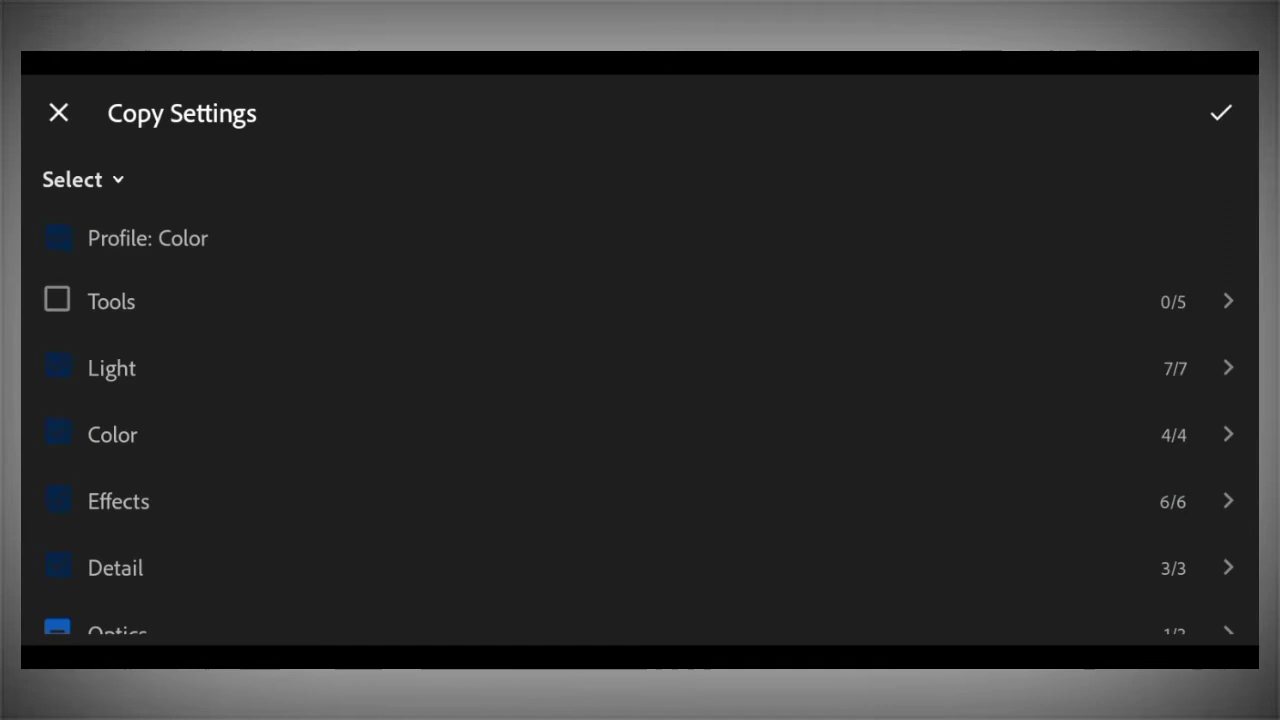 Copy Settings
Select
Profile: Color
Tools 0/5
Light 7/7
Color 4/4
Effects 6/6
Detail 3/3
Optics